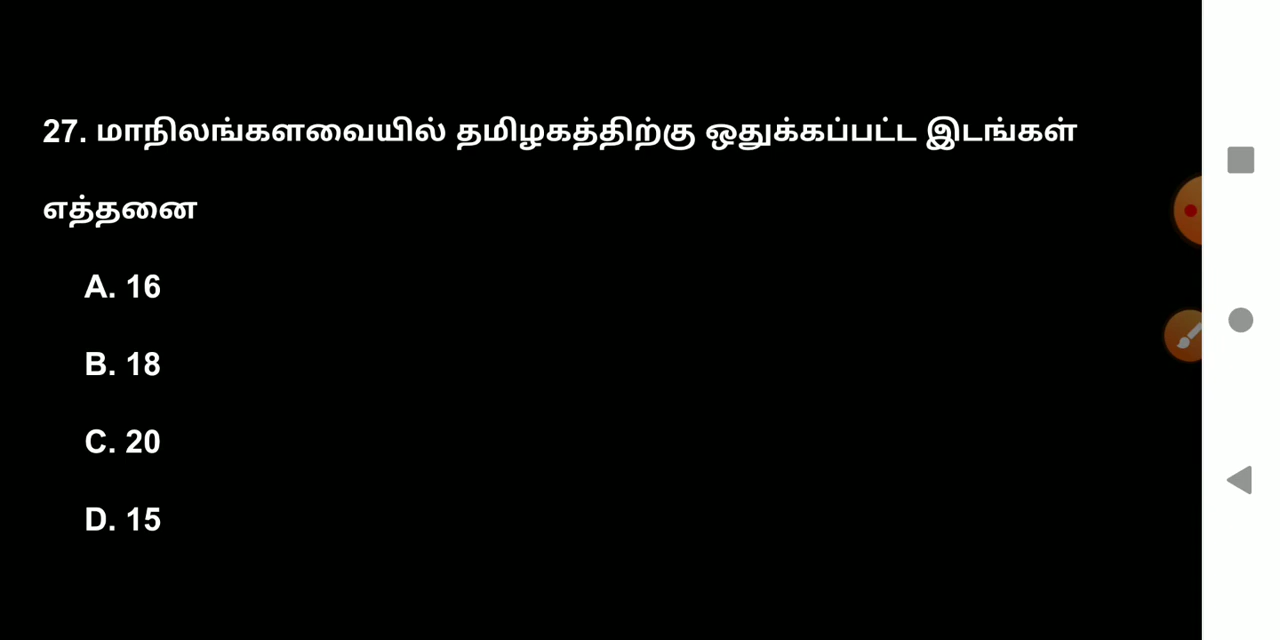 27. மாநிலங்களவையில் தமிழகத்திற்கு ஒதுக்கப்பட்ட இடங்கள்
எத்தனை
A. 16
B. 18
C. 20
D. 15